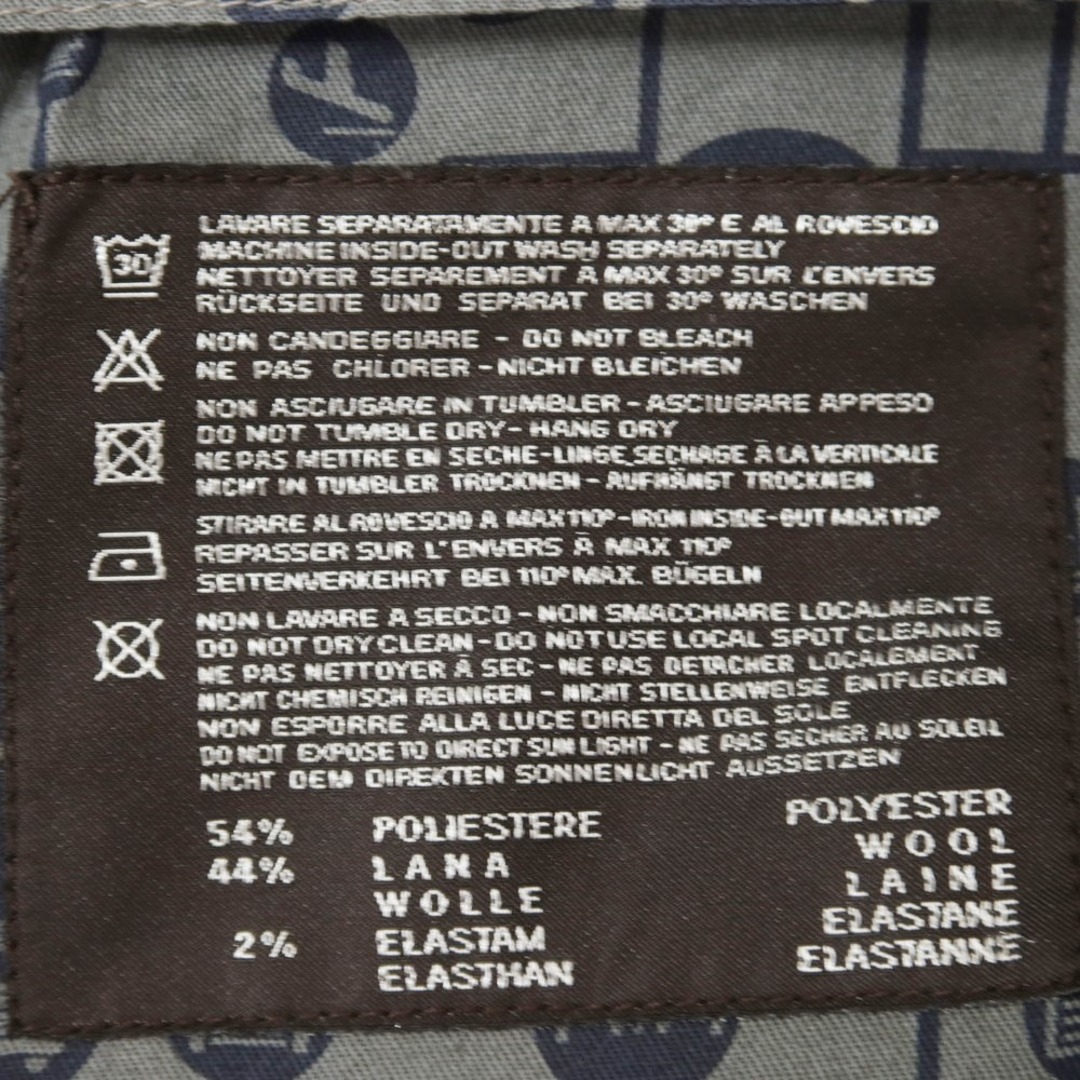 30
LAVARE SEPARATAMENTE A MAX 30° E AL ROVESCIO
MACHINE INSIDE-OUT WASH SEPARATELY
NETTOYER SEPAREMENT À MAX 30° SUR L'ENVERS
RÜCKSEITE UND SEPARAT BEI 30° WASCHEN
NON CANDEGGIARE - DO NOT BLEACH
NE PAS CHLORER - NICHT BLEICHEN
NON ASCIUGARE IN TUMBLER - ASCIUGARE APPESO
DO NOT TUMBLE DRY - HANG DRY
NE PAS METTRE EN SECHE-LINGE SECHAGE À LA VERTICALE
NICHT IN TUMBLER TROCKNEN - AUFHÄNGT TROCKNEN
STIRARE AL ROVESCIO A MAX 110° - IRON INSIDE-OUT MAX 110°
REPASSER SUR L'ENVERS À MAX 110°
SEITENVERKEHRT BEI 110° MAX. BÜGELN
NON LAVARE A SECCO - NON SMACCHIARE LOCALMENTE
DO NOT DRY CLEAN - DO NOT USE LOCAL SPOT CLEANING
NE PAS NETTOYER À SEC - NE PAS DETACHER LOCALEMENT
NICHT CHEMISCH REINIGEN - NICHT STELLENWEISE ENTFLECKEN
NON ESPORRE ALLA LUCE DIRETTA DEL SOLE
DO NOT EXPOSE TO DIRECT SUN LIGHT - NE PAS SECHER AU SOLEIL
NICHT DEM DIREKTEN SONNENLICHT AUSSETZEN
54% POLIESTERE POLYESTER
44% LANA WOOL
WOLLE LAINE
2% ELASTAM ELASTANE
ELASTHAN ELASTANNE